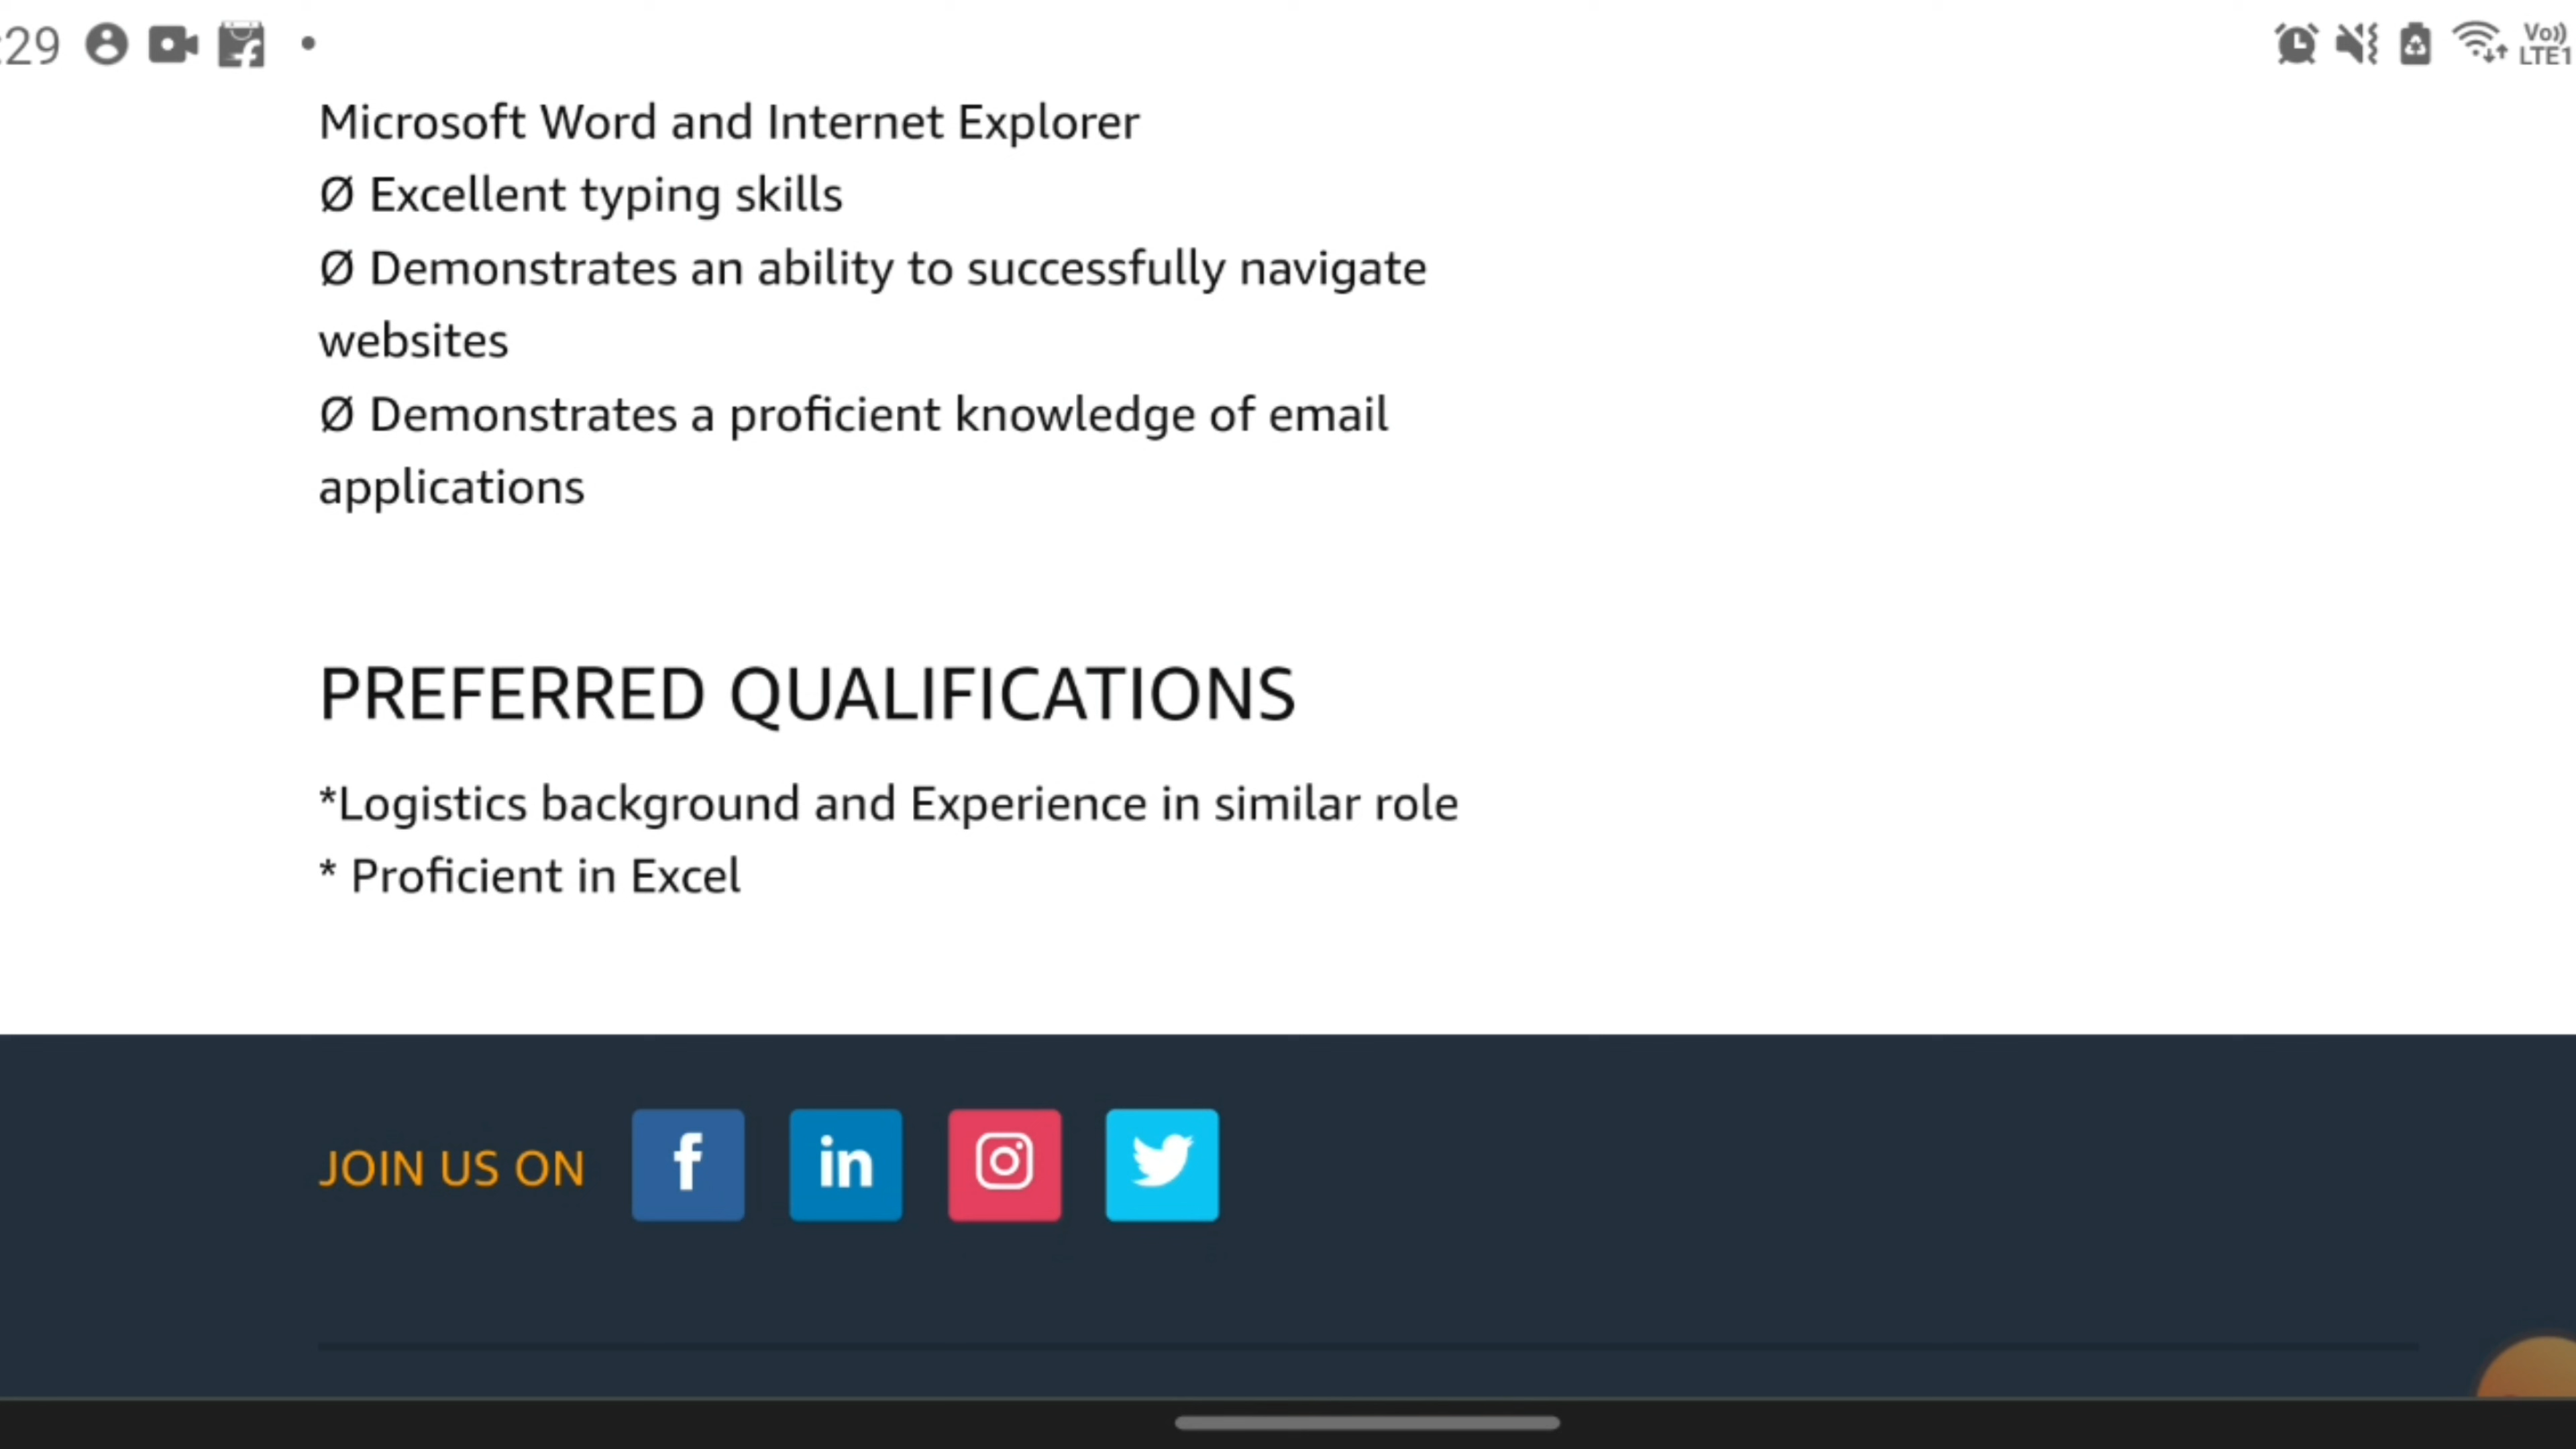 :29
Vo))
LTE1
Microsoft Word and Internet Explorer
Ø Excellent typing skills
Ø Demonstrates an ability to successfully navigate
websites
Ø Demonstrates a proficient knowledge of email
applications
PREFERRED QUALIFICATIONS
*Logistics background and Experience in similar role
* Proficient in Excel
JOIN US ON
f
in